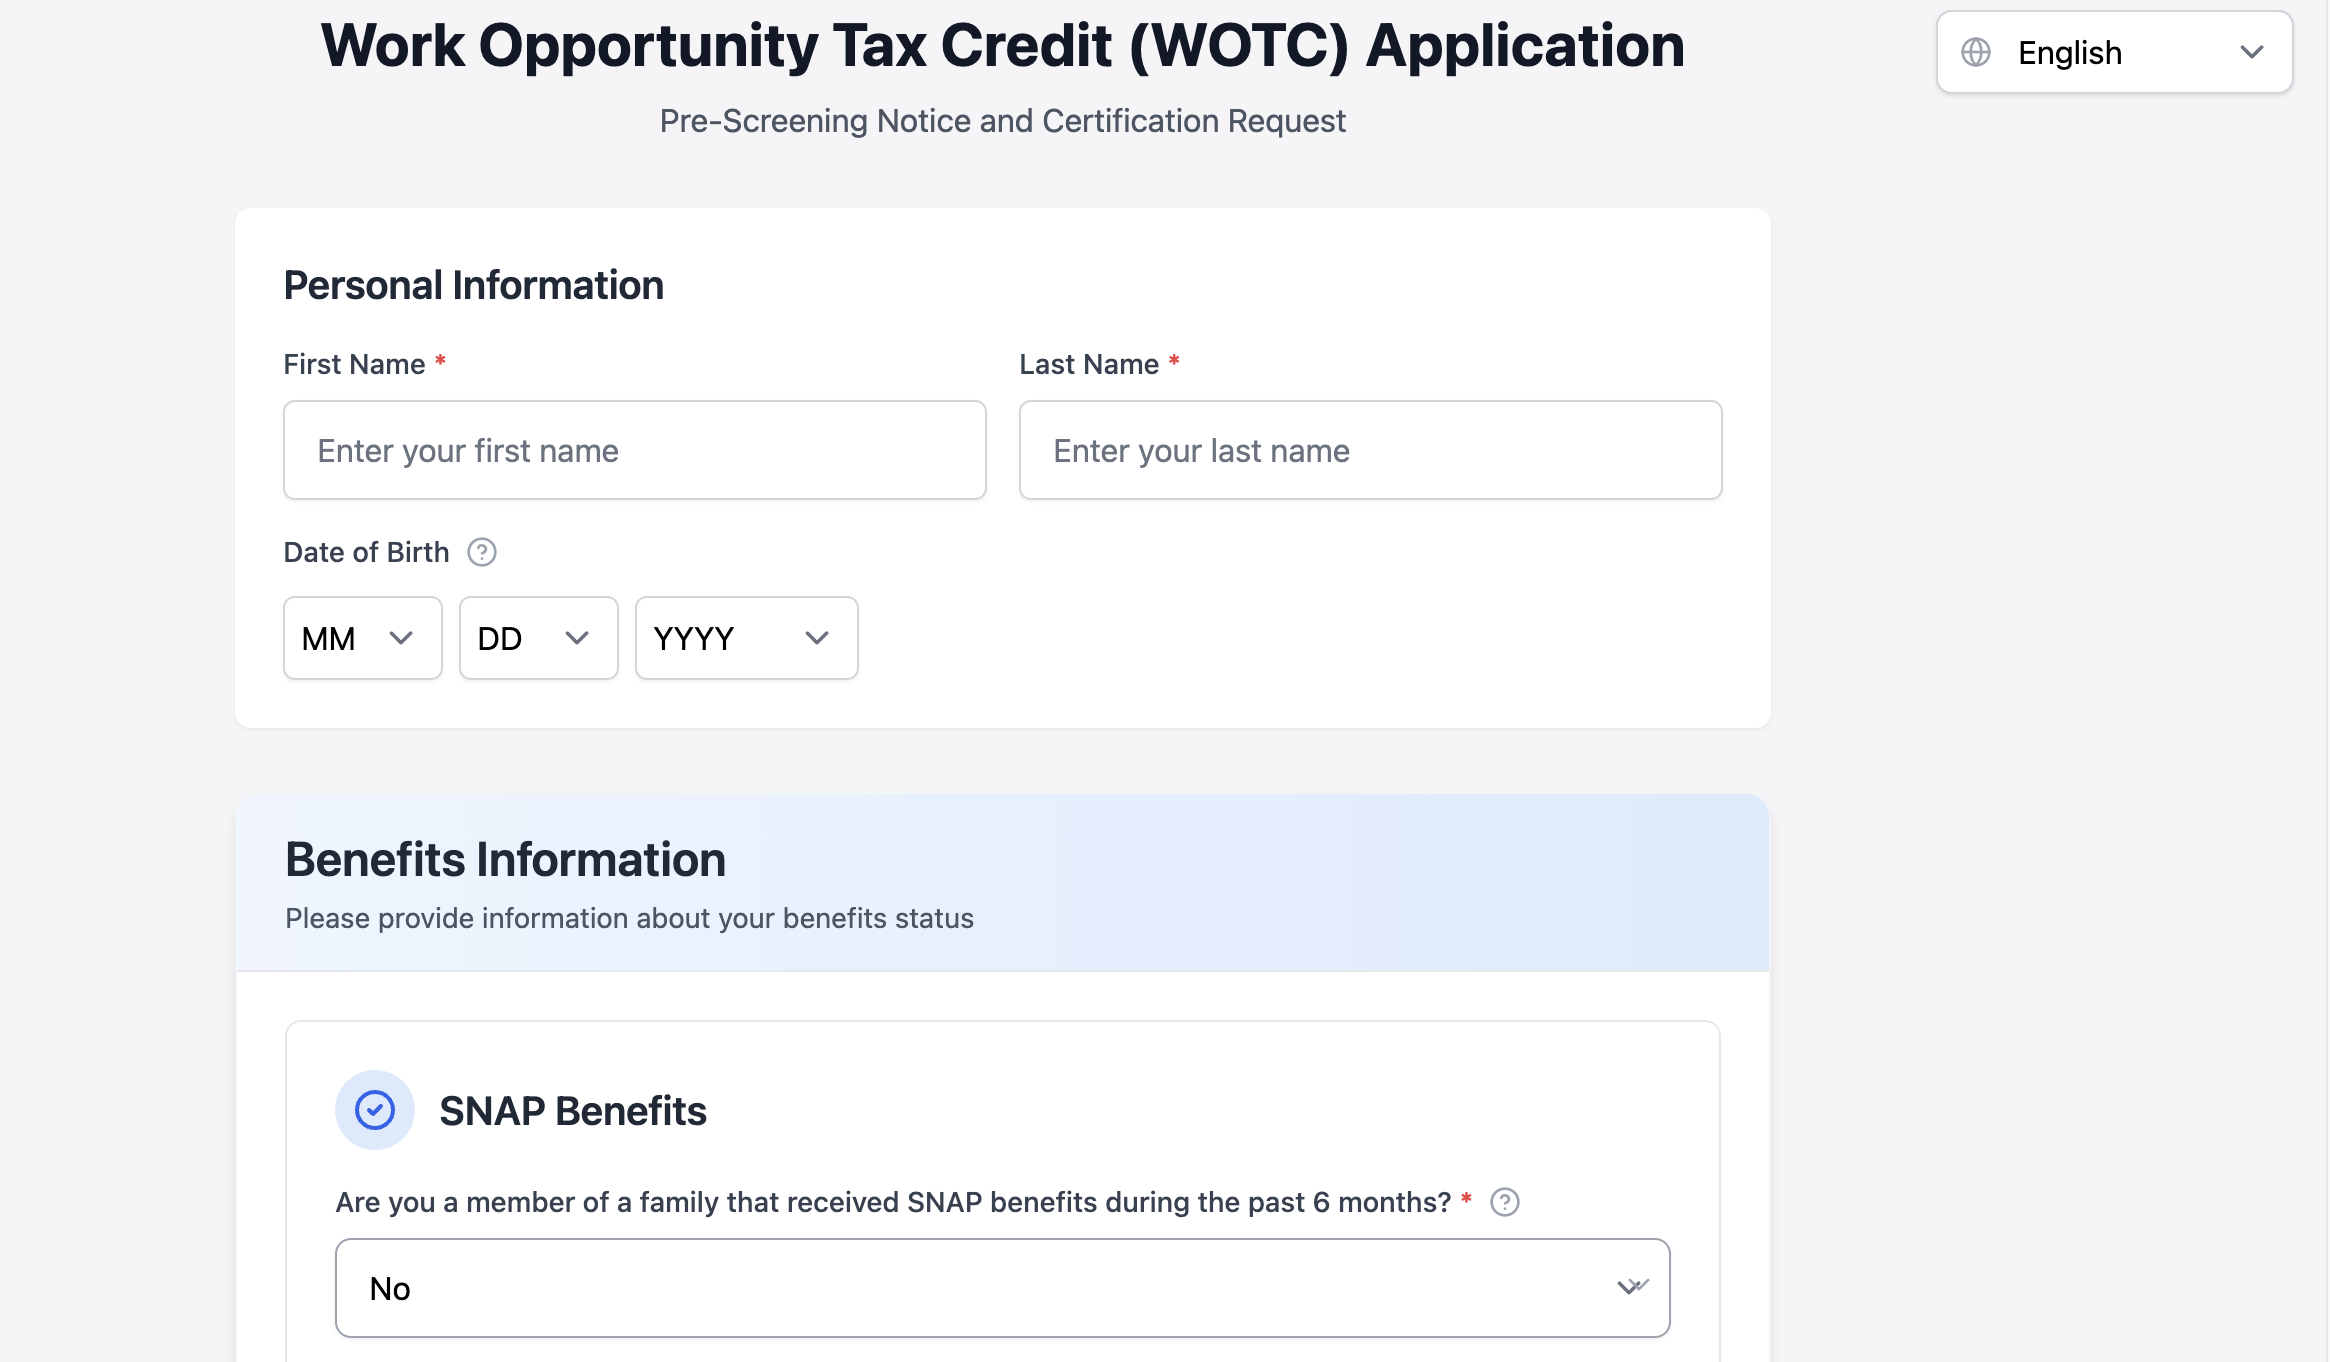 Work Opportunity Tax Credit (WOTC) Application
English
Pre-Screening Notice and Certification Request
Personal Information
First Name *
Last Name *
Enter your first name
Enter your last name
Date of Birth ?
MM
DD
YYYY
Benefits Information
Please provide information about your benefits status
SNAP Benefits
Are you a member of a family that received SNAP benefits during the past 6 months? * ?
No